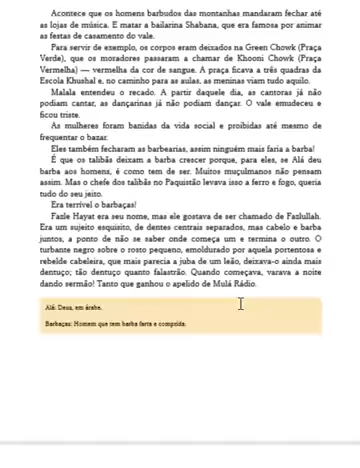 Acontece que os homens barbudos das montanhas mandaram fechar até
as lojas de música. E matar a bailarina Shabana, que era famosa por animar
as festas de casamento do vale.
Para servir de exemplo, os corpos eram deixados na Green Chowk (Praça
Verde), que os moradores passaram a chamar de Khooni Chowk (Praça
Vermelha) — vermelha da cor de sangue. A praça ficava a três quadras da
Escola Khushal e, no caminho para as aulas, as meninas viam tudo aquilo.
Malala entendeu o recado. A partir daquele dia, as cantoras já não
podiam cantar, as dançarinas já não podiam dançar. O vale emudeceu e
ficou triste.
As mulheres foram banidas da vida social e proibidas até mesmo de
frequentar o bazar.
Eles também fecharam as barbearias, assim ninguém mais faria a barba!
É que os talibãs deixam a barba crescer porque, para eles, se Alá deu
barba aos homens, é como tem de ser. Muitos muçulmanos não pensam
assim. Mas o chefe dos talibãs no Paquistão levava isso a ferro e fogo, queria
tudo do seu jeito.
Era terrível o barbaças!
Fazle Hayat era seu nome, mas ele gostava de ser chamado de Fazlullah.
Era um sujeito esquisito, de dentes centrais separados, mas cabelo e barba
juntos, a ponto de não se saber onde começa um e termina o outro. O
turbante negro sobre o rosto pequeno, emoldurado por aquela portentosa e
rebelde cabeleira, que mais parecia a juba de um leão, deixava-o ainda mais
dentuço; tão dentuço quanto falastrão. Quando começava, varava a noite
dando sermão! Tanto que ganhou o apelido de Mulá Rádio.
Alá: Deus, em árabe.
Barbaças: Homem que tem barba farta e comprida.